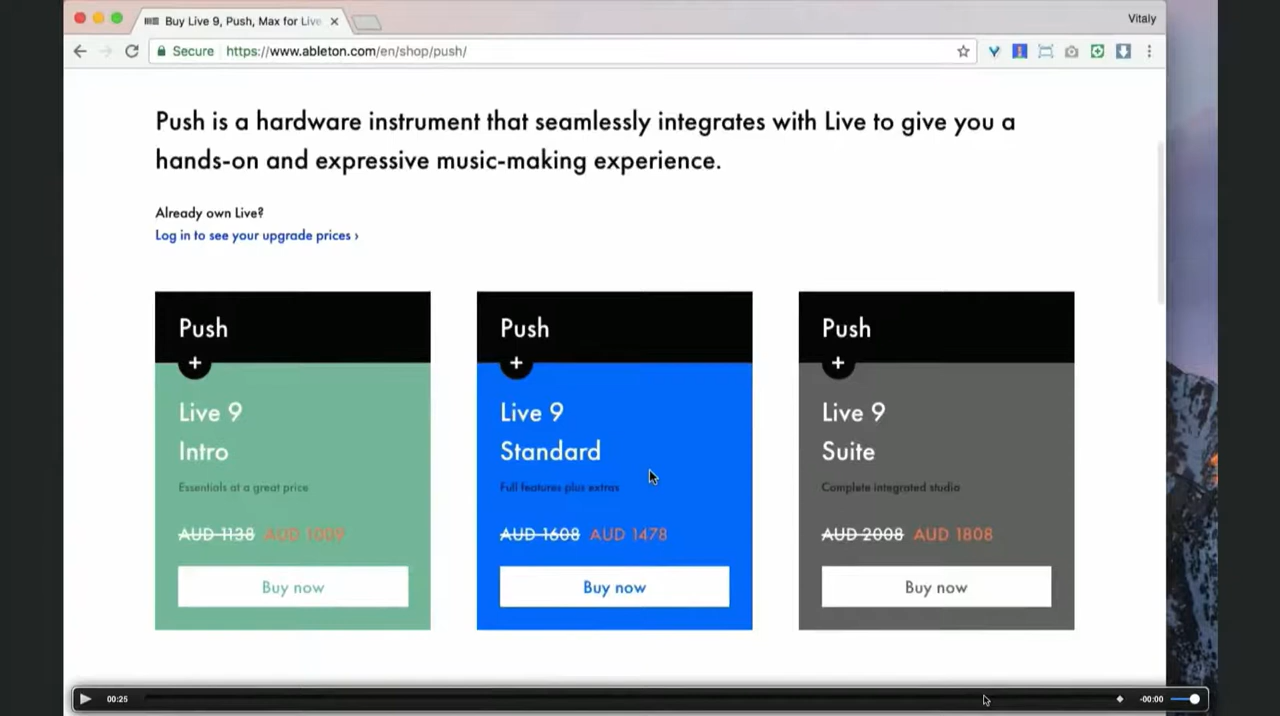 Buy Live 9, Push, Max for Live
Vitaly
Secure https://www.ableton.com/en/shop/push/
Push is a hardware instrument that seamlessly integrates with Live to give you a
hands-on and expressive music-making experience.
Already own Live?
Log in to see your upgrade prices ›
Push
+
Live 9
Intro
Essentials at a great price
AUD 1138 AUD 1009
Buy now
Push
+
Live 9
Standard
Full features plus extras
AUD 1608 AUD 1478
Buy now
Push
+
Live 9
Suite
Complete integrated studio
AUD 2008 AUD 1808
Buy now
00:25
-00:00